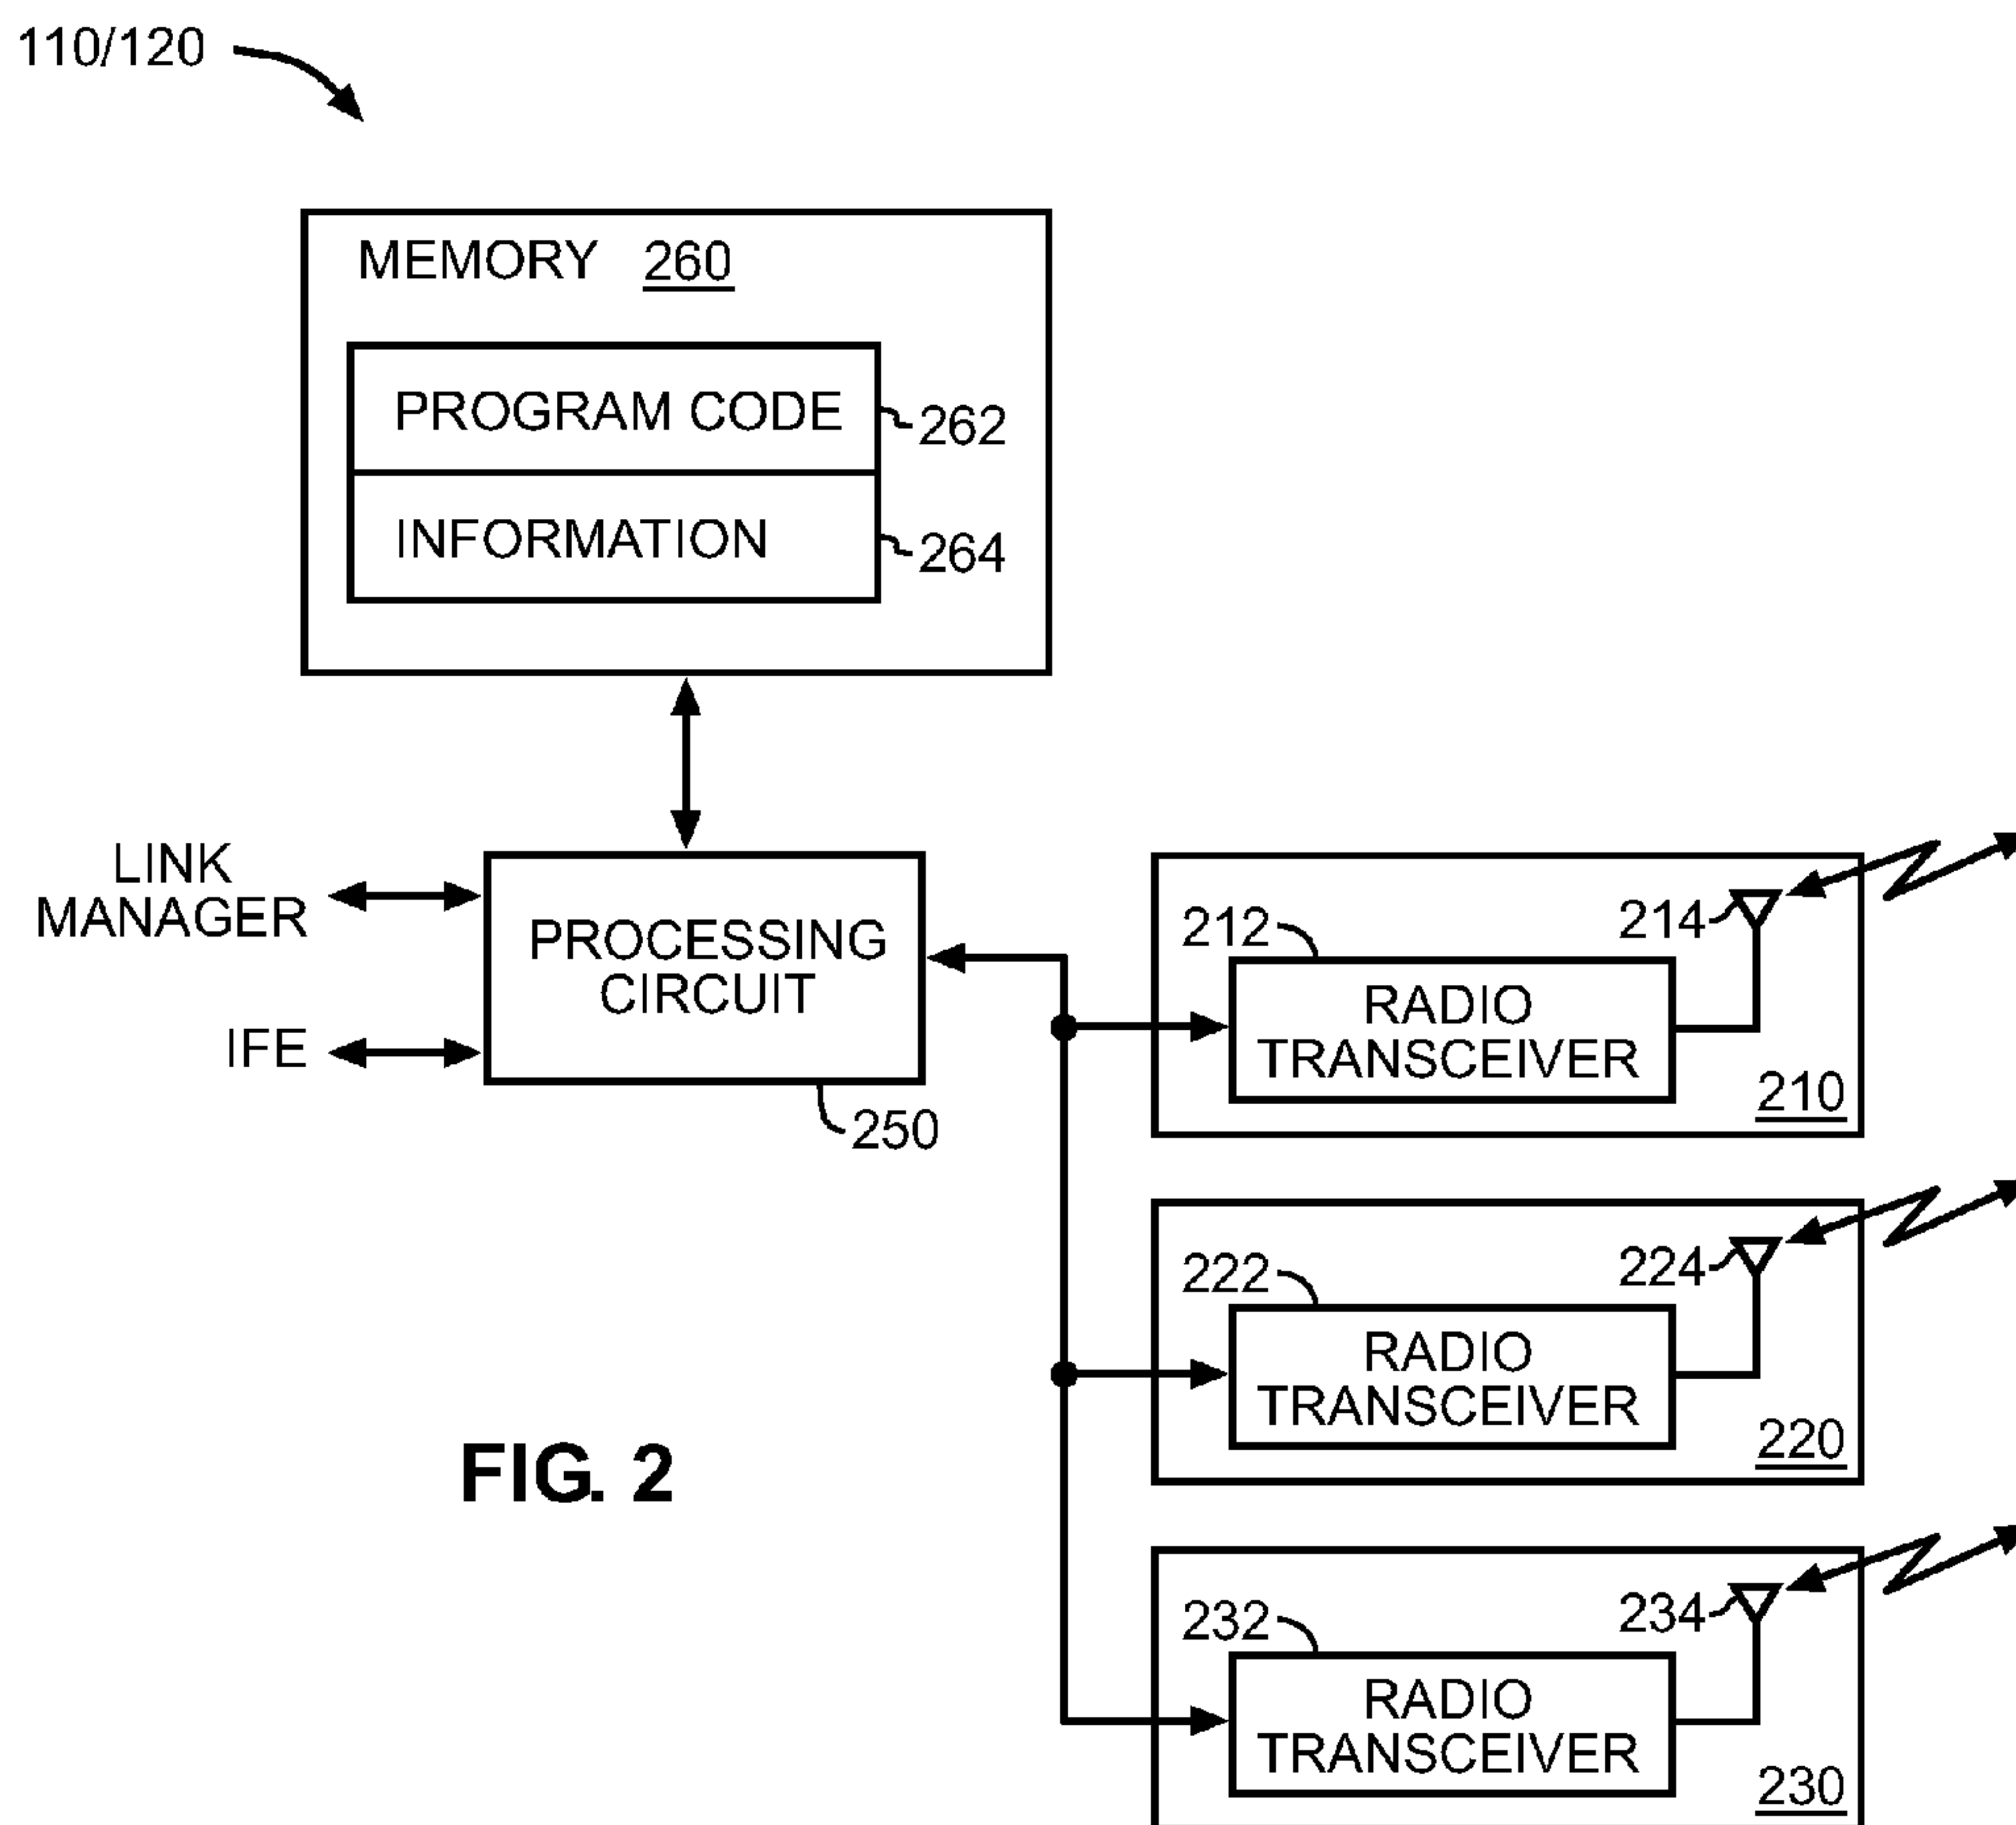 110/120
MEMORY 260
PROGRAM CODE
262
INFORMATION
264
LINK
MANAGER
IFE
PROCESSING
CIRCUIT
250
212
214
RADIO
TRANSCEIVER
210
222
224
RADIO
TRANSCEIVER
220
FIG. 2
232
234
RADIO
TRANSCEIVER
230